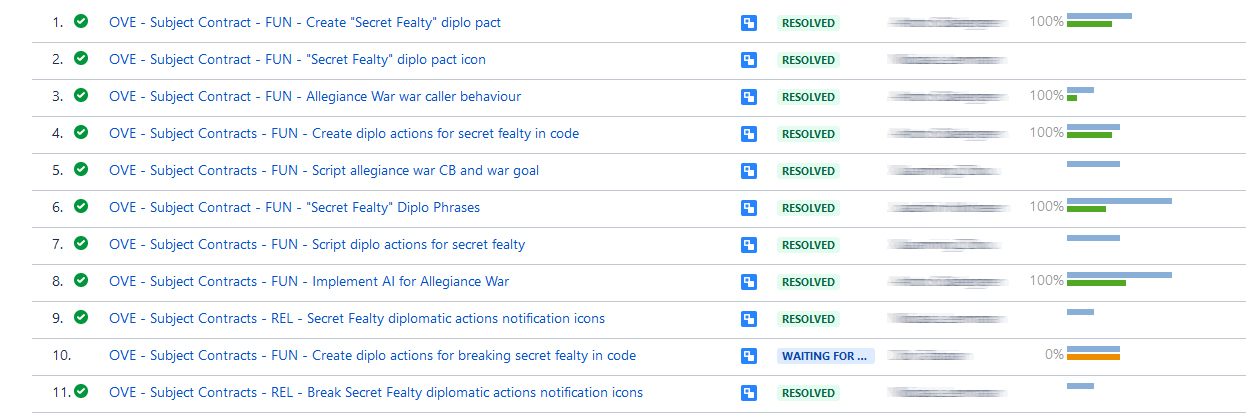 1. OVE - Subject Contract - FUN - Create "Secret Fealty" diplo pact RESOLVED 100%
2. OVE - Subject Contract - FUN - "Secret Fealty" diplo pact icon RESOLVED
3. OVE - Subject Contract - FUN - Allegiance War war caller behaviour RESOLVED 100%
4. OVE - Subject Contracts - FUN - Create diplo actions for secret fealty in code RESOLVED 100%
5. OVE - Subject Contracts - FUN - Script allegiance war CB and war goal RESOLVED
6. OVE - Subject Contract - FUN - "Secret Fealty" Diplo Phrases RESOLVED 100%
7. OVE - Subject Contracts - FUN - Script diplo actions for secret fealty RESOLVED
8. OVE - Subject Contracts - FUN - Implement AI for Allegiance War RESOLVED 100%
9. OVE - Subject Contracts - REL - Secret Fealty diplomatic actions notification icons RESOLVED
10. OVE - Subject Contracts - FUN - Create diplo actions for breaking secret fealty in code WAITING FOR ... 0%
11. OVE - Subject Contracts - REL - Break Secret Fealty diplomatic actions notification icons RESOLVED